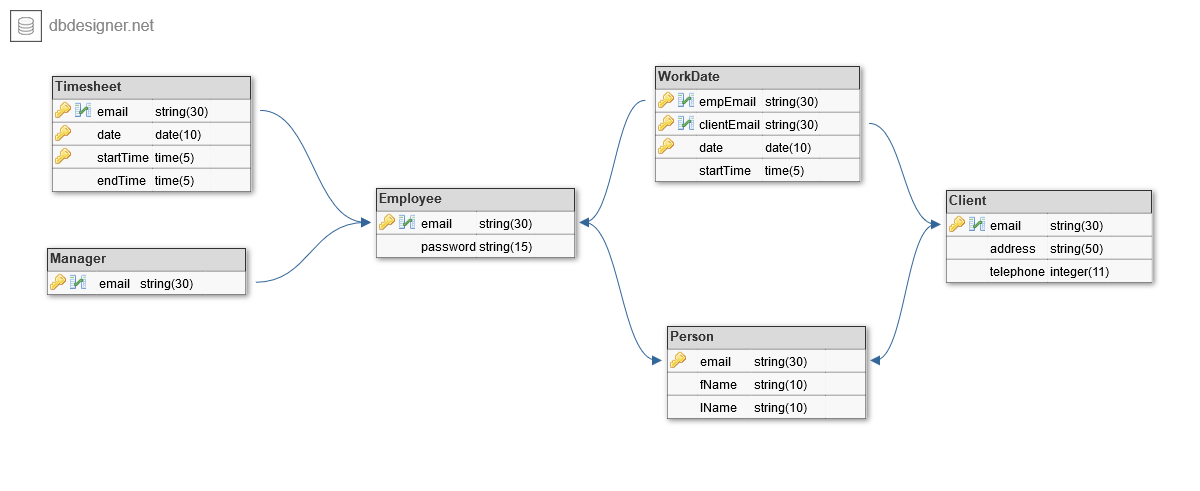 dbdesigner.net
Timesheet
email string(30)
date date(10)
startTime time(5)
endTime time(5)
Manager
email string(30)
Employee
email string(30)
password string(15)
WorkDate
empEmail string(30)
clientEmail string(30)
date date(10)
startTime time(5)
Person
email string(30)
fName string(10)
lName string(10)
Client
email string(30)
address string(50)
telephone integer(11)